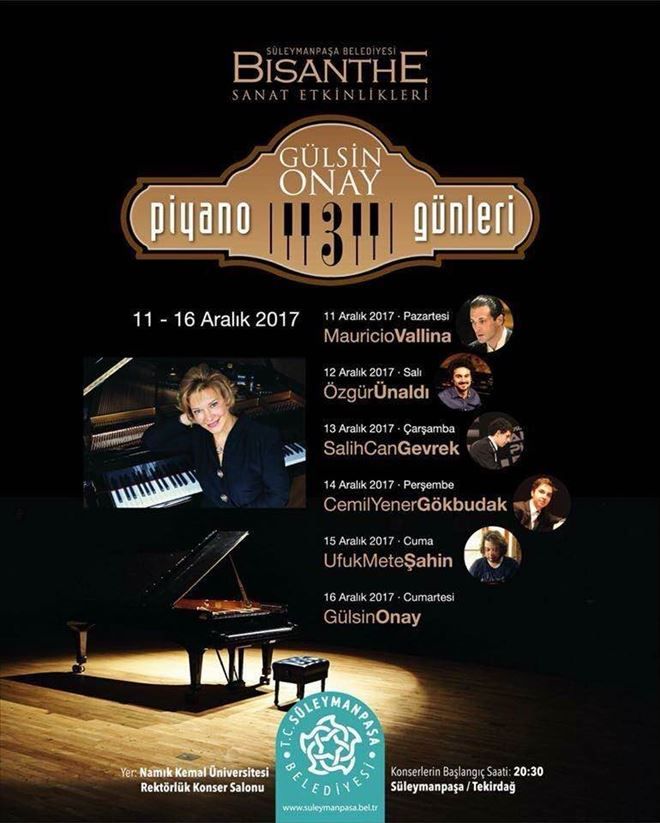 SÜLEYMANPAŞA BELEDİYESİ
BISANTHE
SANAT ETKİNLİKLERİ
GÜLSİN
ONAY
piyano 3 günleri
11 - 16 Aralık 2017
11 Aralık 2017 · Pazartesi
MauricioVallina
12 Aralık 2017 · Salı
ÖzgürÜnaldı
13 Aralık 2017 · Çarşamba
SalihCanGevrek
14 Aralık 2017 · Perşembe
CemilYenerGökbudak
15 Aralık 2017 · Cuma
UfukMeteŞahin
16 Aralık 2017 · Cumartesi
GülsinOnay
T.C. SÜLEYMANPAŞA
BELEDİYESİ
www.suleymanpasa.bel.tr
Yer: Namık Kemal Üniversitesi
Rektörlük Konser Salonu
Konserlerin Başlangıç Saati: 20:30
Süleymanpaşa / Tekirdağ